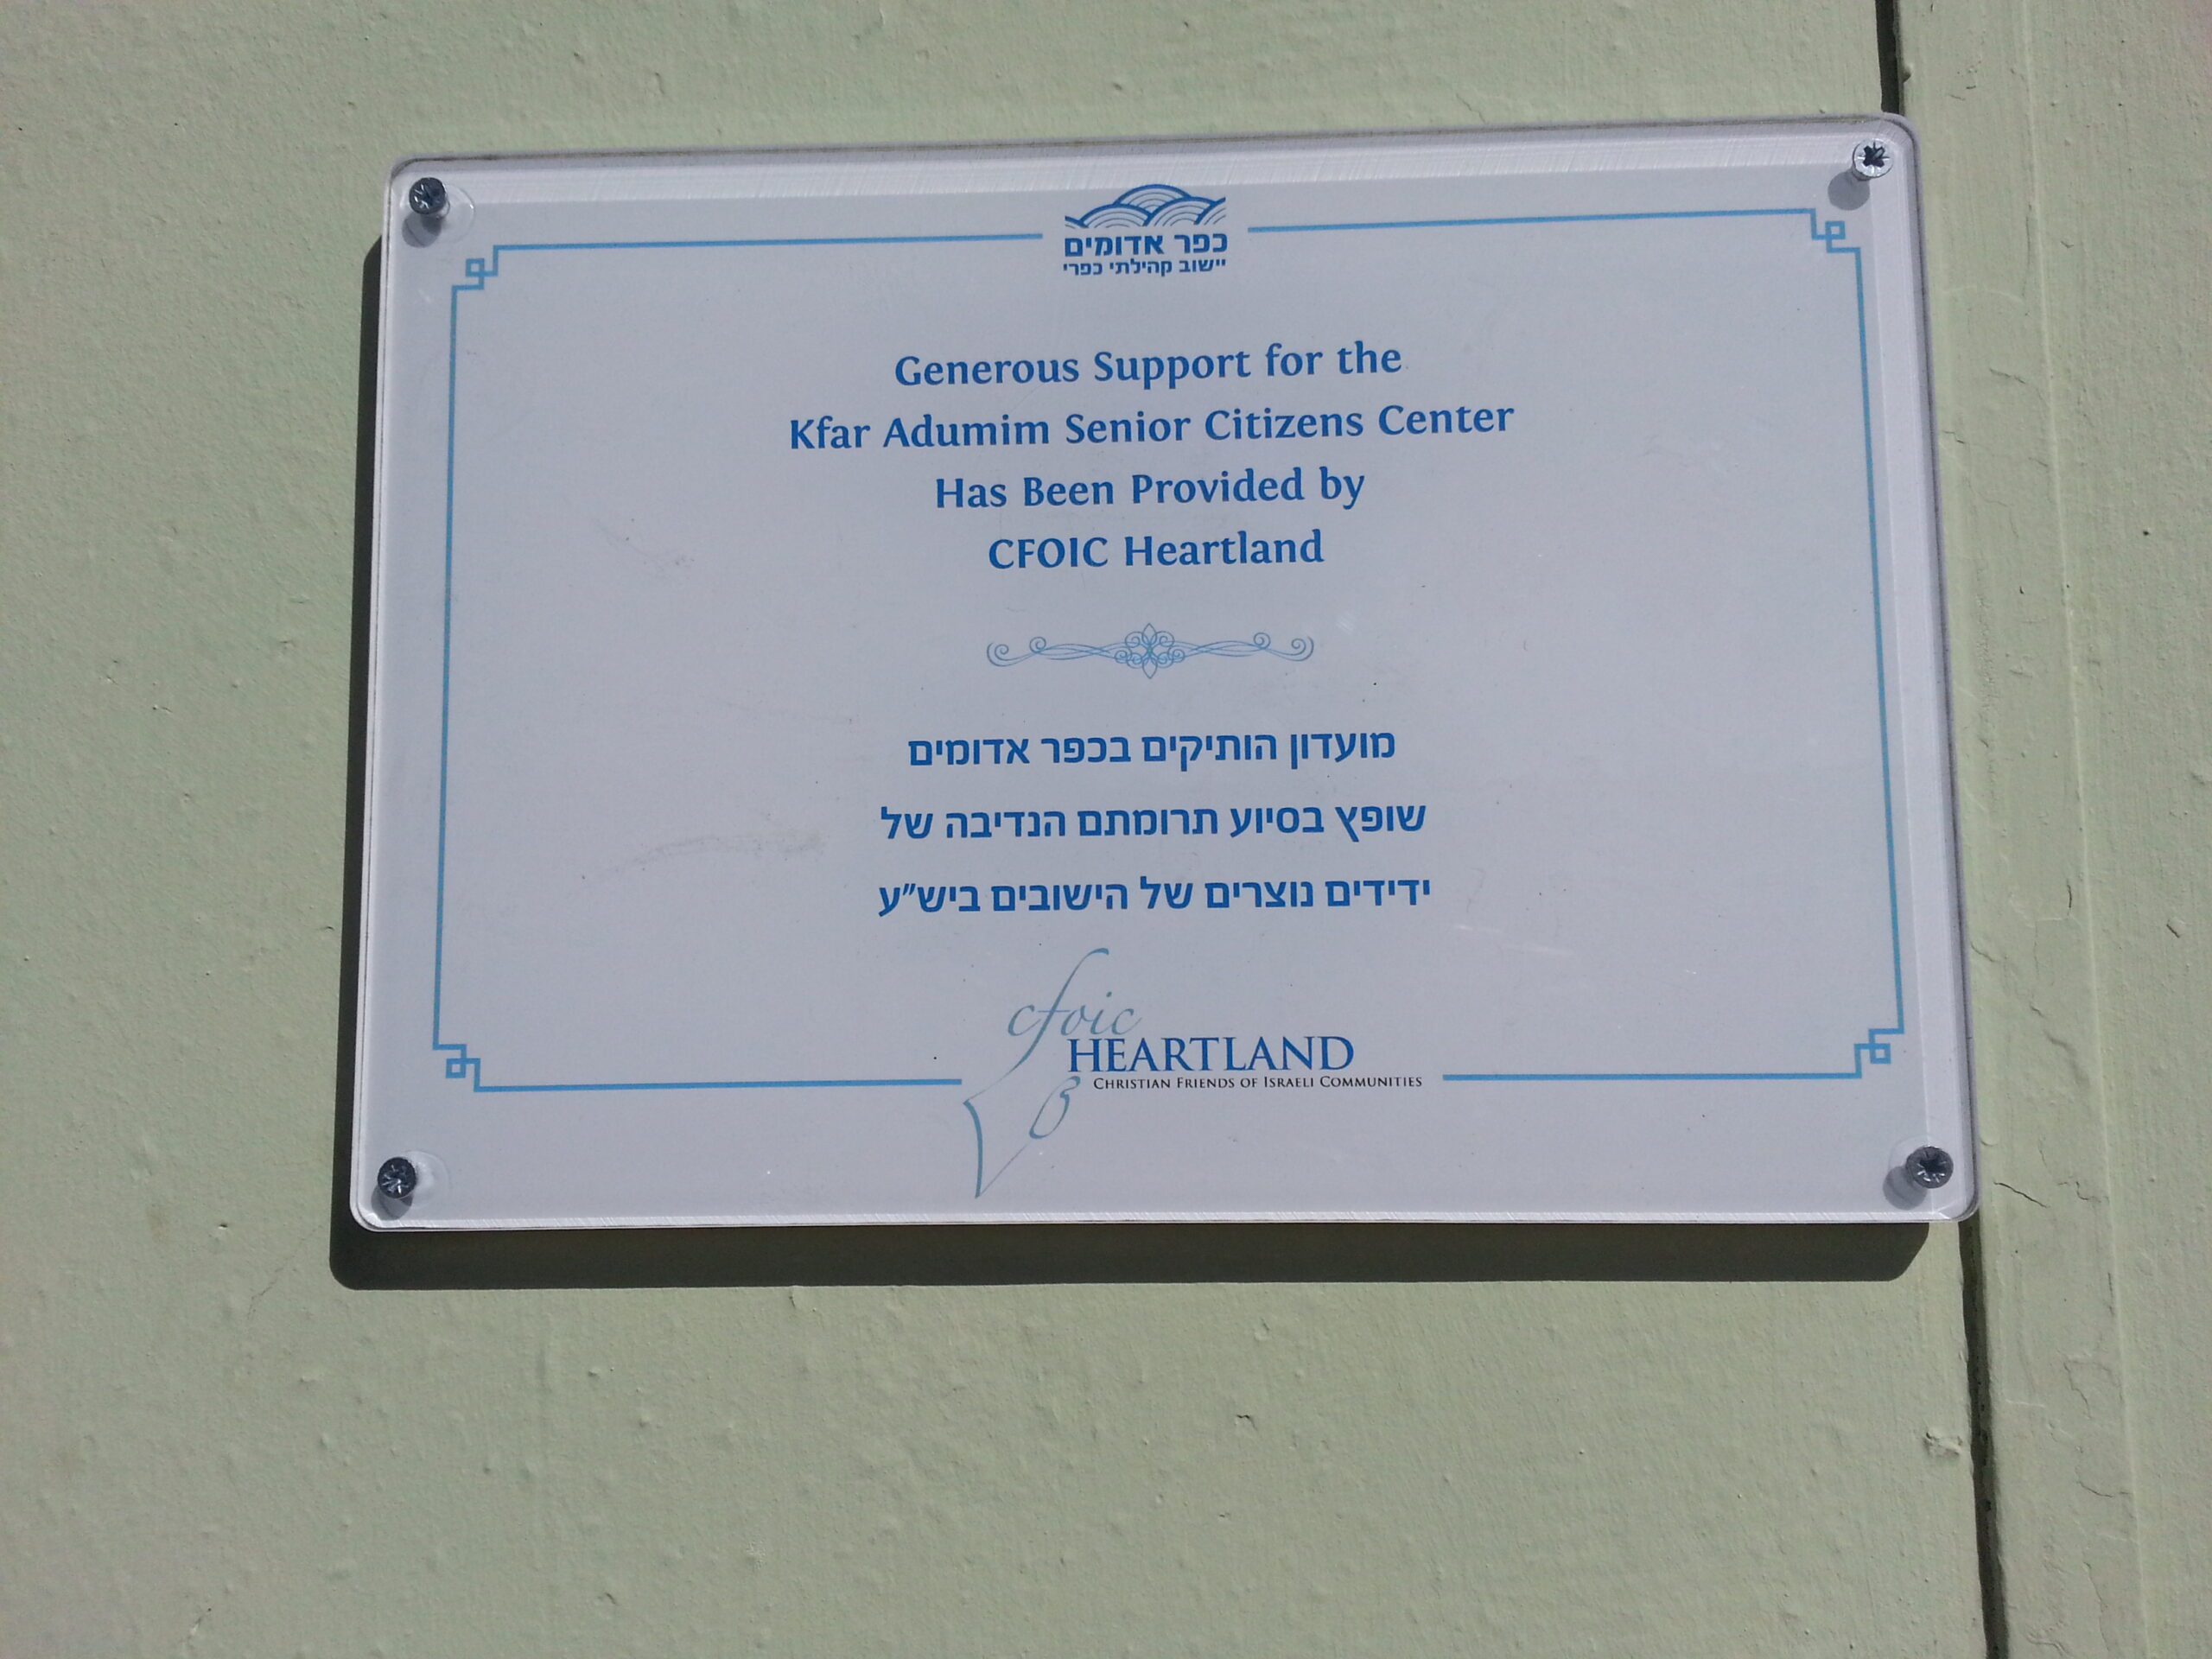 כפר אדומים
יישוב קהילתי כפרי
Generous Support for the
Kfar Adumim Senior Citizens Center
Has Been Provided by
CFOIC Heartland
מועדון הותיקים בכפר אדומים
שופץ בסיוע תרומתם הנדיבה של
ידידים נוצרים של הישובים ביש"ע
cfoic
HEARTLAND
CHRISTIAN FRIENDS OF ISRAELI COMMUNITIES